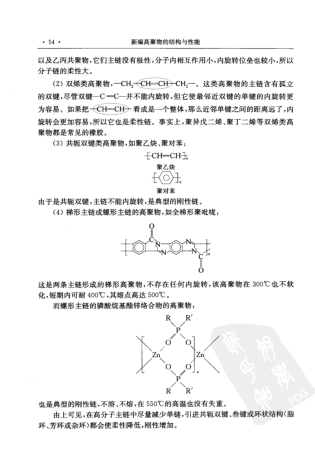 • 54 •
新编高聚物的结构与性能
以及乙丙共聚物,它们主链没有极性,分子内相互作用小,内旋转位垒也较小,所以
分子链的柔性大。
(2) 双烯类高聚物,—CH₂—CH=CH—CH₂—。这类高聚物的主链含有孤立
的双键,尽管双键—C=C—并不能内旋转,但它使最邻近双键的单键的内旋转更
为容易。如果把—CH=CH—看成是一个整体,那么近邻单键之间的距离远了,内
旋转会更加容易,所以它也是柔性链。事实上,聚异戊二烯、聚丁二烯等双烯类高
聚物都是常见的橡胶。
(3) 共轭双键类高聚物,如聚乙炔、聚对苯:
[CH=CH]n
聚乙炔
n
聚对苯
由于是共轭双键,主链不能内旋转,是典型的刚性链。
(4) 梯形主链或螺形主链的高聚物,如全梯形聚吡咙:
O
C
N N
N N
C
O
n
这是两条主链形成的梯形高聚物,不存在任何内旋转,该高聚物在 300℃也不软
化,短期内可耐 400℃,其熔点高达 500℃。
而螺形主链的膦酸烷基酯锌络合物的高聚物:
R R′
P
O O
Zn Zn
O O
P
R R′
n
也是典型的刚性链,不溶、不熔,在 550℃的高温也没有失重。
由上可见,在高分子主链中尽量减少单键,引进共轭双键、叁键或环状结构(脂
环、芳环或杂环)都会使柔性降低,刚性增加。
PDG